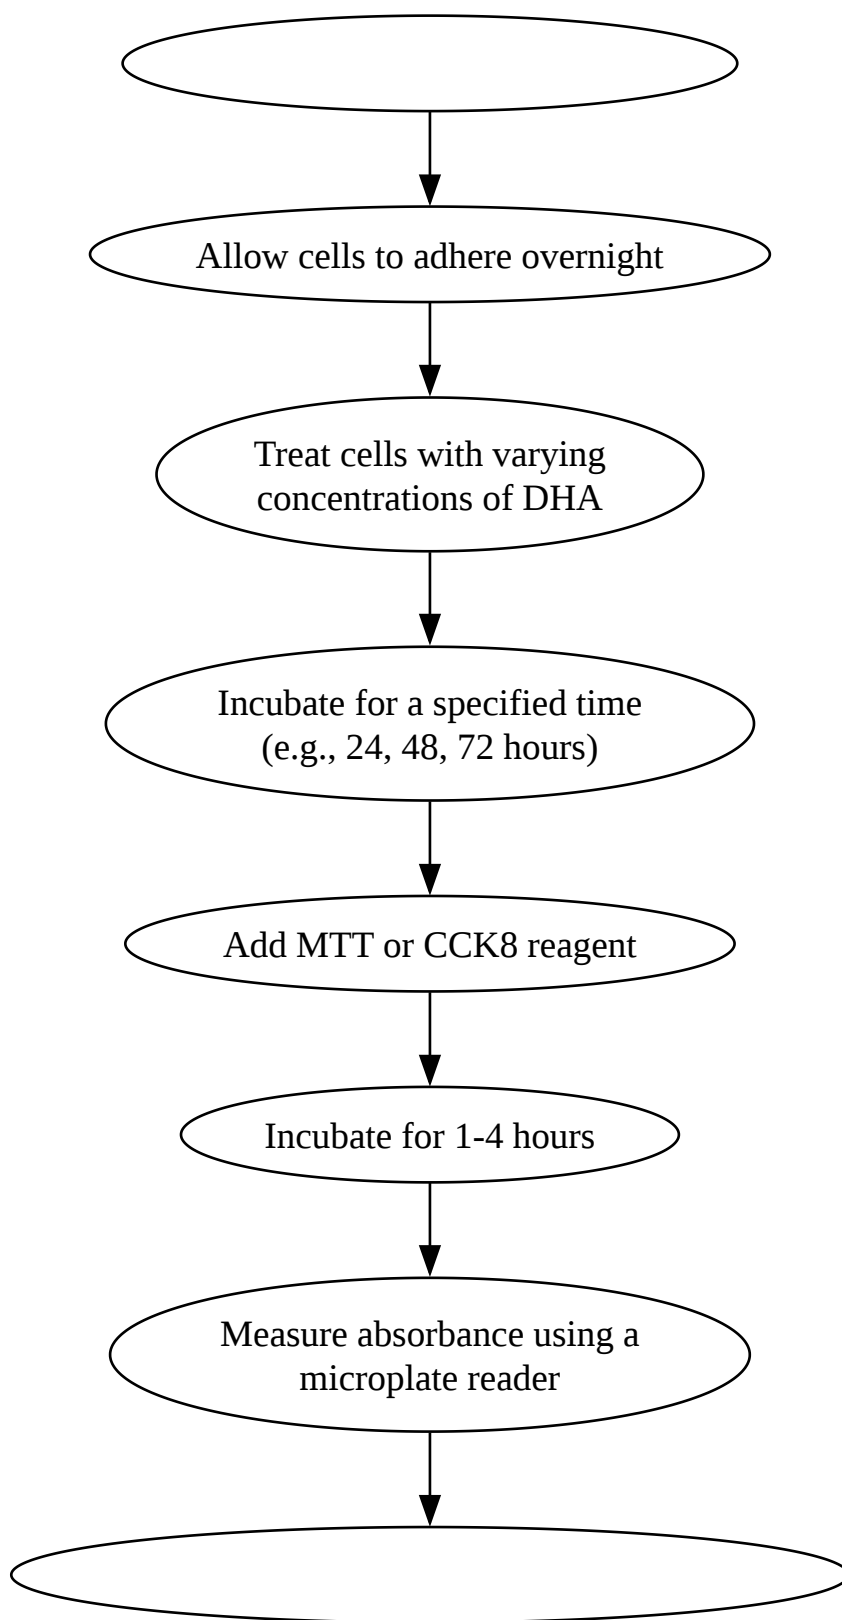 Allow cells to adhere overnight
Treat cells with varying
concentrations of DHA
Incubate for a specified time
(e.g., 24, 48, 72 hours)
Add MTT or CCK8 reagent
Incubate for 1-4 hours
Measure absorbance using a
microplate reader